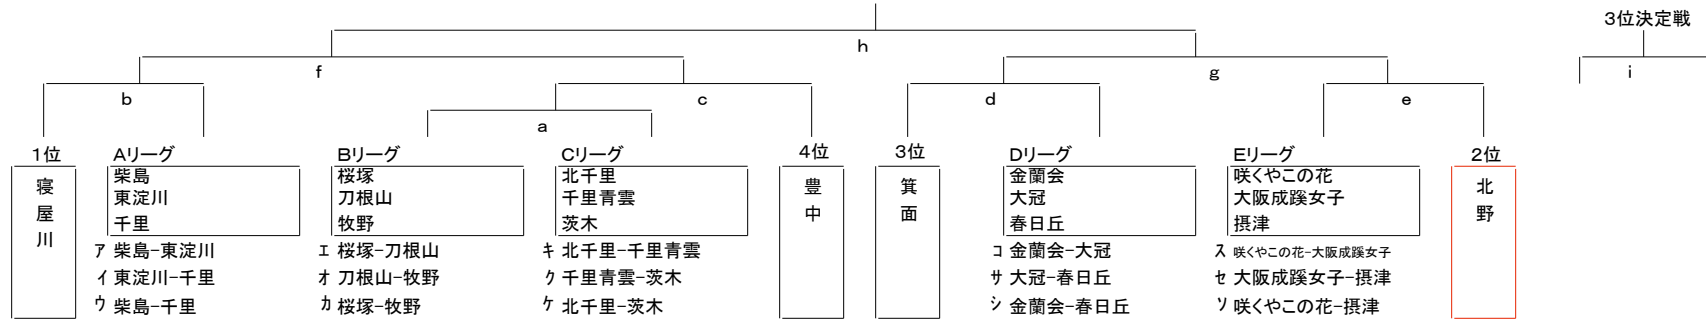 3位決定戦
h
f
g
i
b
c
d
e
a
1位
Aリーグ
Bリーグ
Cリーグ
4位
3位
Dリーグ
Eリーグ
2位
寝屋川
柴島
東淀川
千里
桜塚
刀根山
牧野
北千里
千里青雲
茨木
豊中
箕面
金蘭会
大冠
春日丘
咲くやこの花
大阪成蹊女子
摂津
北野
ア 柴島-東淀川
イ 東淀川-千里
ウ 柴島-千里
エ 桜塚-刀根山
オ 刀根山-牧野
カ 桜塚-牧野
キ 北千里-千里青雲
ク 千里青雲-茨木
ケ 北千里-茨木
コ 金蘭会-大冠
サ 大冠-春日丘
シ 金蘭会-春日丘
ス 咲くやこの花-大阪成蹊女子
セ 大阪成蹊女子-摂津
ソ 咲くやこの花-摂津